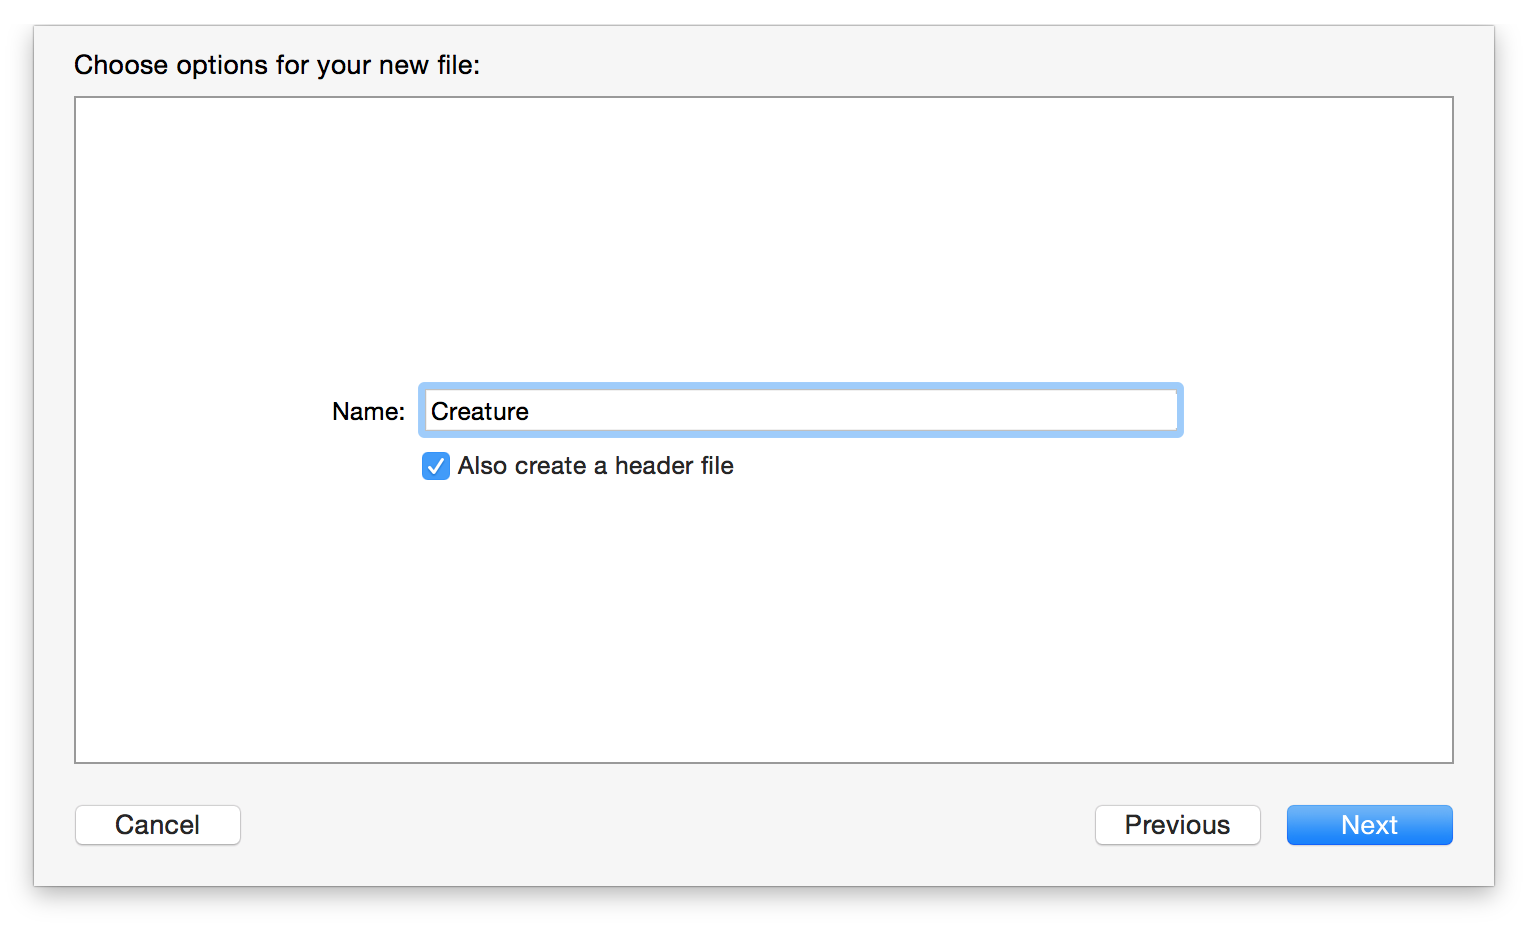 Choose options for your new file:
Name: Creature
Also create a header file
Cancel Previous Next